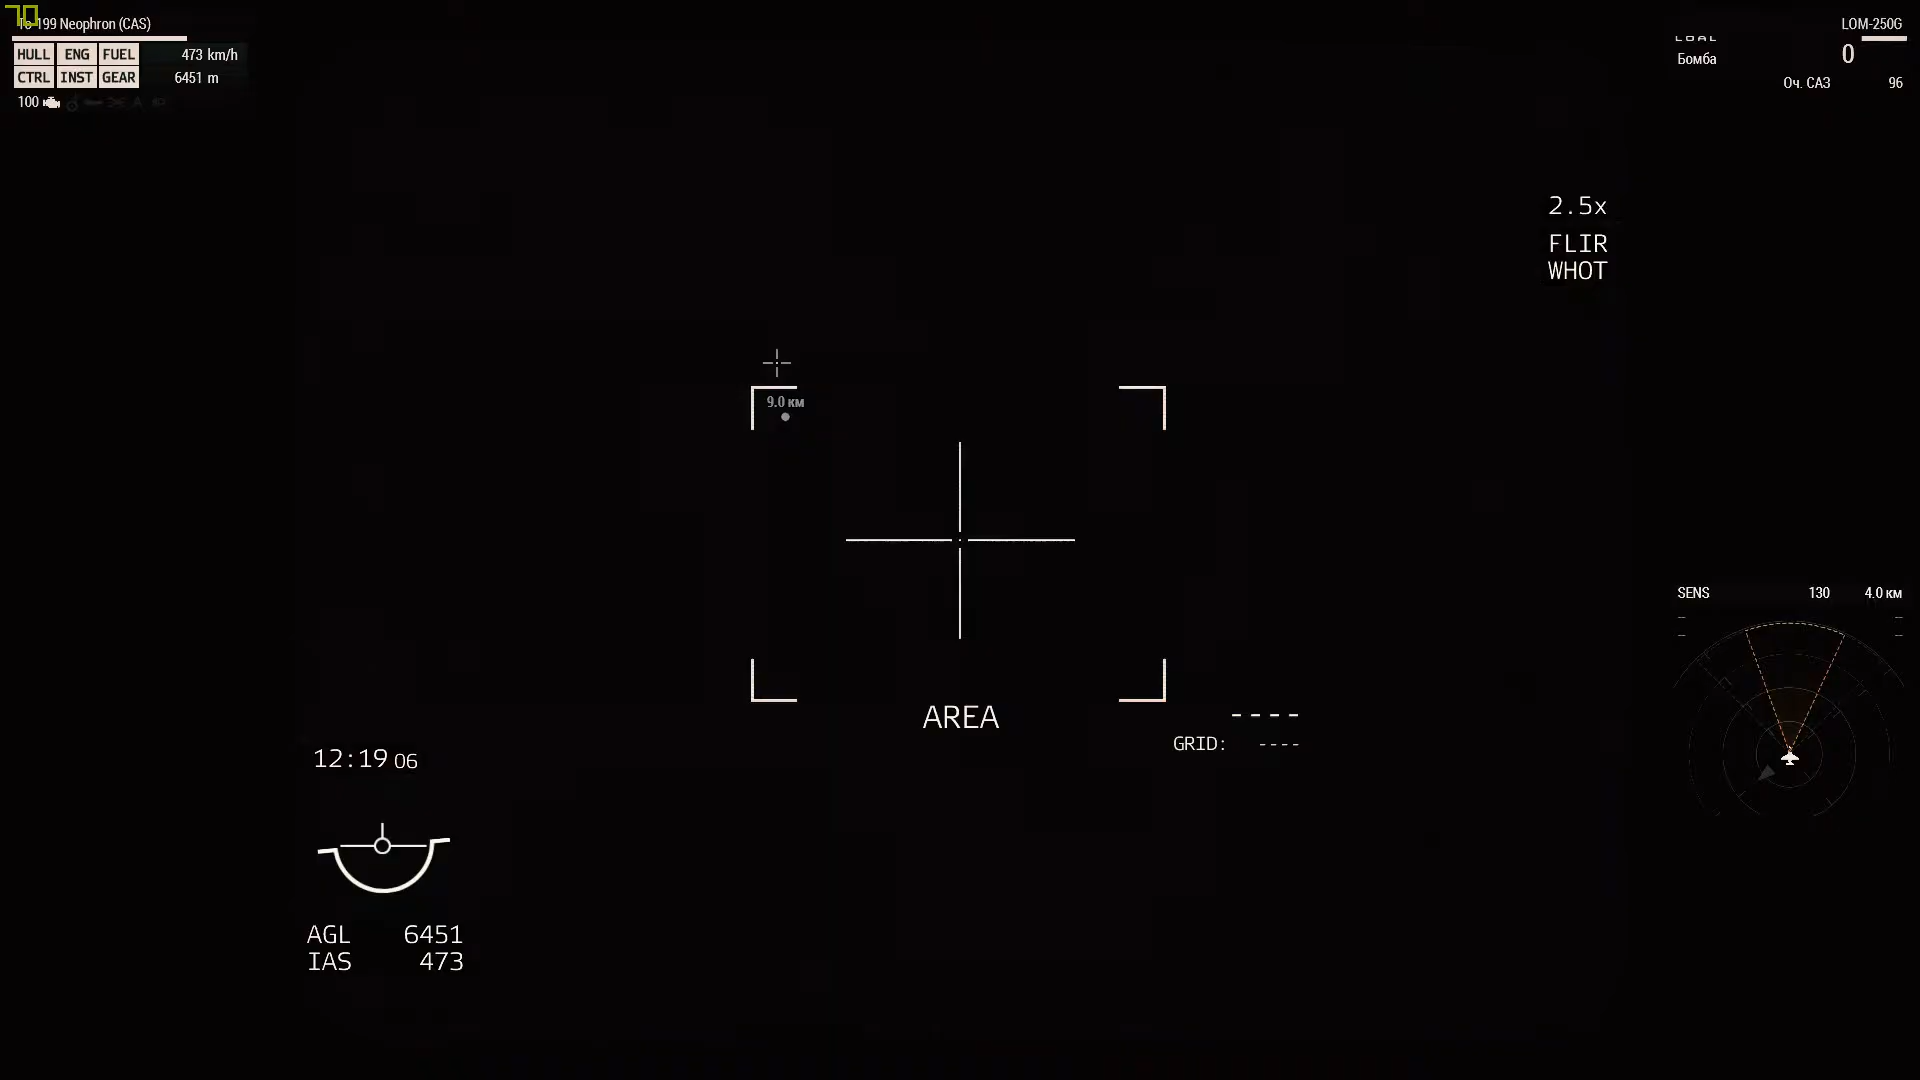 70
To-199 Neophron (CAS)
HULL ENG FUEL 473 km/h
CTRL INST GEAR 6451 m
100
LOM-250G
LOAL
Бомба 0
Оч. САЗ 96
2.5x
FLIR
WHOT
9.0 км
AREA
- - - -
GRID: ----
SENS 130 4.0 км
12:19 06
AGL 6451
IAS 473